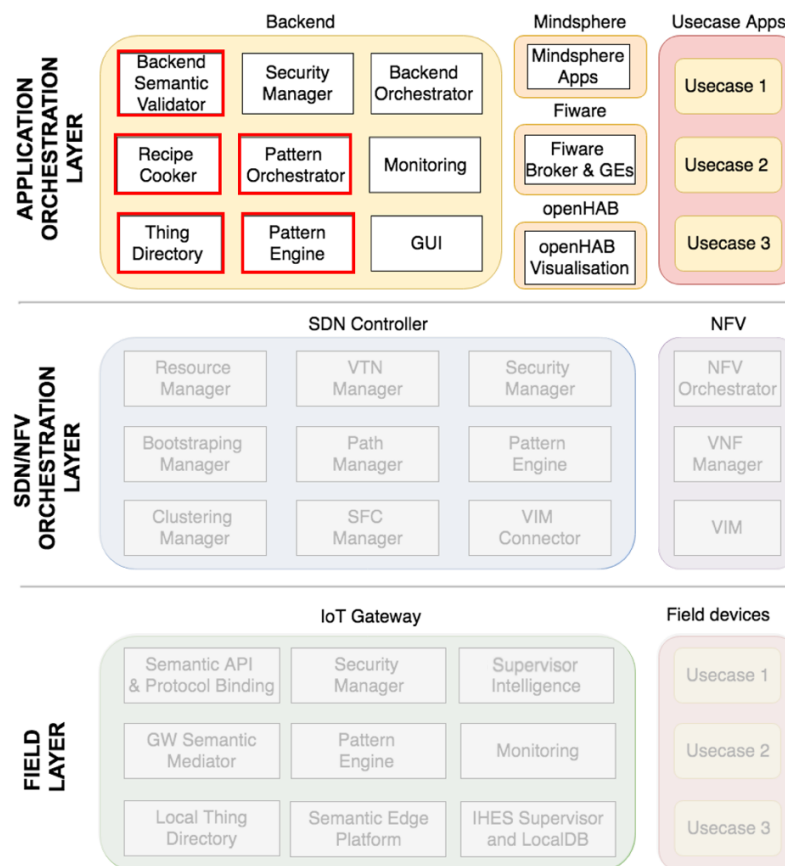 Backend
Mindsphere
Usecase Apps
APPLICATION
ORCHESTRATION
LAYER
Backend
Semantic
Validator
Security
Manager
Backend
Orchestrator
Recipe
Cooker
Pattern
Orchestrator
Monitoring
Thing
Directory
Pattern
Engine
GUI
Mindsphere
Apps
Fiware
Fiware
Broker & GEs
openHAB
openHAB
Visualisation
Usecase 1
Usecase 2
Usecase 3
SDN Controller
NFV
SDN/NFV
ORCHESTRATION
LAYER
Resource
Manager
VTN
Manager
Security
Manager
Bootstraping
Manager
Path
Manager
Pattern
Engine
Clustering
Manager
SFC
Manager
VIM
Connector
NFV
Orchestrator
VNF
Manager
VIM
IoT Gateway
Field devices
FIELD
LAYER
Semantic API
& Protocol Binding
Security
Manager
Supervisor
Intelligence
GW Semantic
Mediator
Pattern
Engine
Monitoring
Local Thing
Directory
Semantic Edge
Platform
IHES Supervisor
and LocalDB
Usecase 1
Usecase 2
Usecase 3